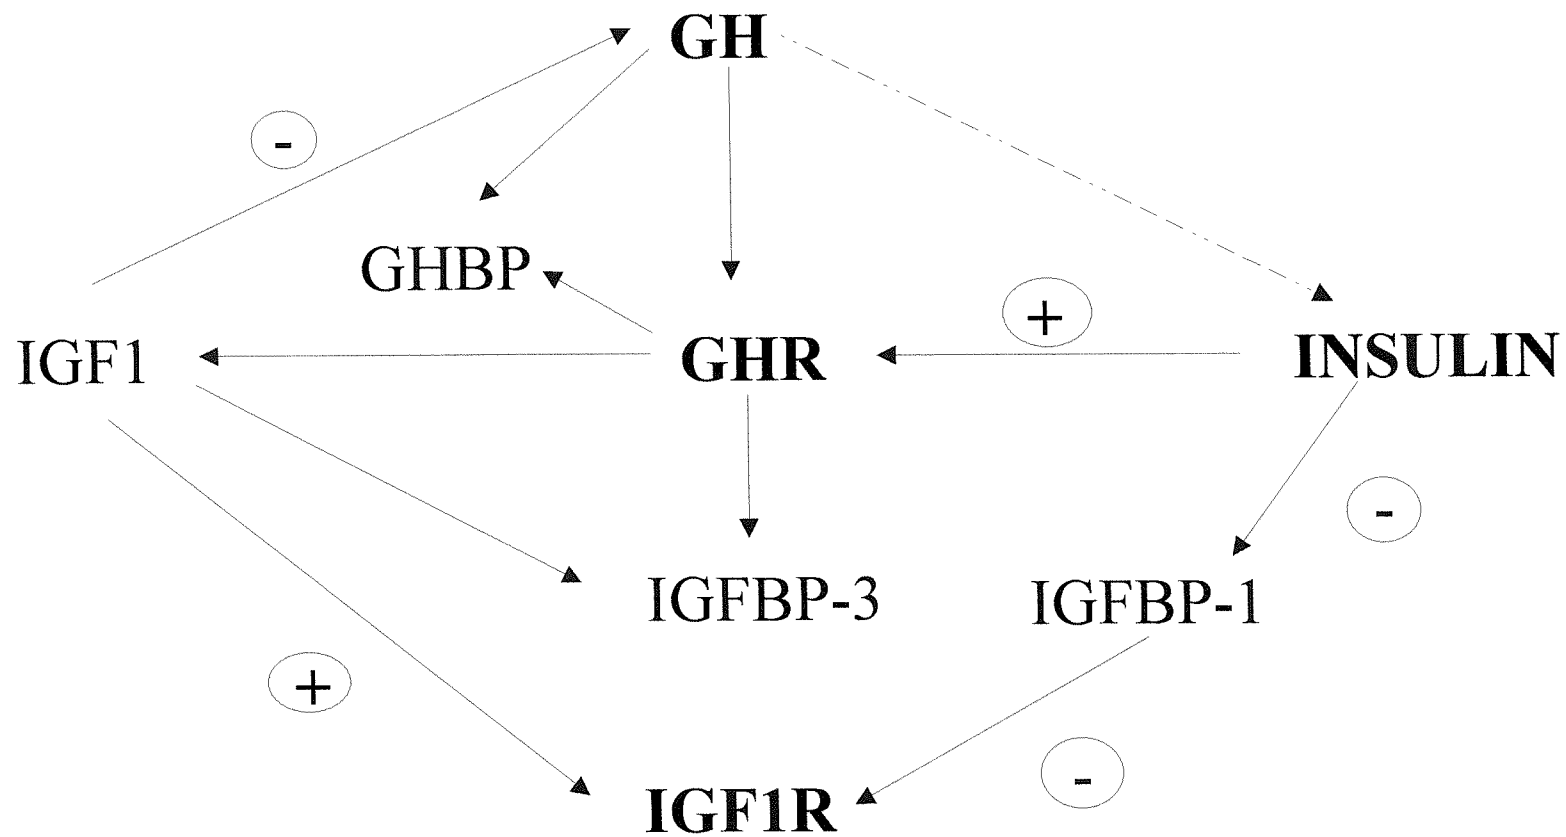 GH
-
GHBP
+
IGF1
GHR
INSULIN
-
IGFBP-3
IGFBP-1
+
-
IGF1R